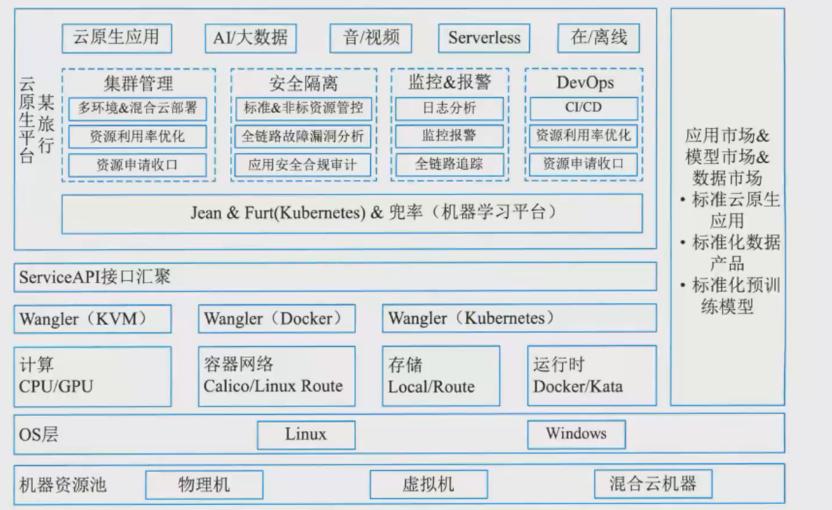 云原生应用
AI/大数据
音/视频
Serverless
在/离线
某旅行
云原生平台
集群管理
多环境&混合云部署
资源利用率优化
资源申请收口
安全隔离
标准&非标资源管控
全链路故障漏洞分析
应用安全合规审计
监控&报警
日志分析
监控报警
全链路追踪
DevOps
CI/CD
资源利用率优化
资源申请收口
Jean & Furt(Kubernetes) & 兜率（机器学习平台）
ServiceAPI接口汇聚
Wangler（KVM）
Wangler（Docker）
Wangler（Kubernetes）
计算
CPU/GPU
容器网络
Calico/Linux Route
存储
Local/Route
运行时
Docker/Kata
应用市场&
模型市场&
数据市场
• 标准云原生
应用
• 标准化数据
产品
• 标准化预训
练模型
OS层
Linux
Windows
机器资源池
物理机
虚拟机
混合云机器